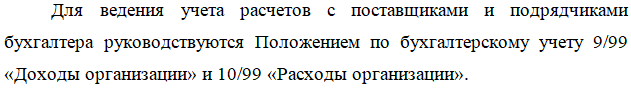 Для ведения учета расчетов с поставщиками и подрядчиками
бухгалтера руководствуются Положением по бухгалтерскому учету 9/99
«Доходы организации» и 10/99 «Расходы организации».